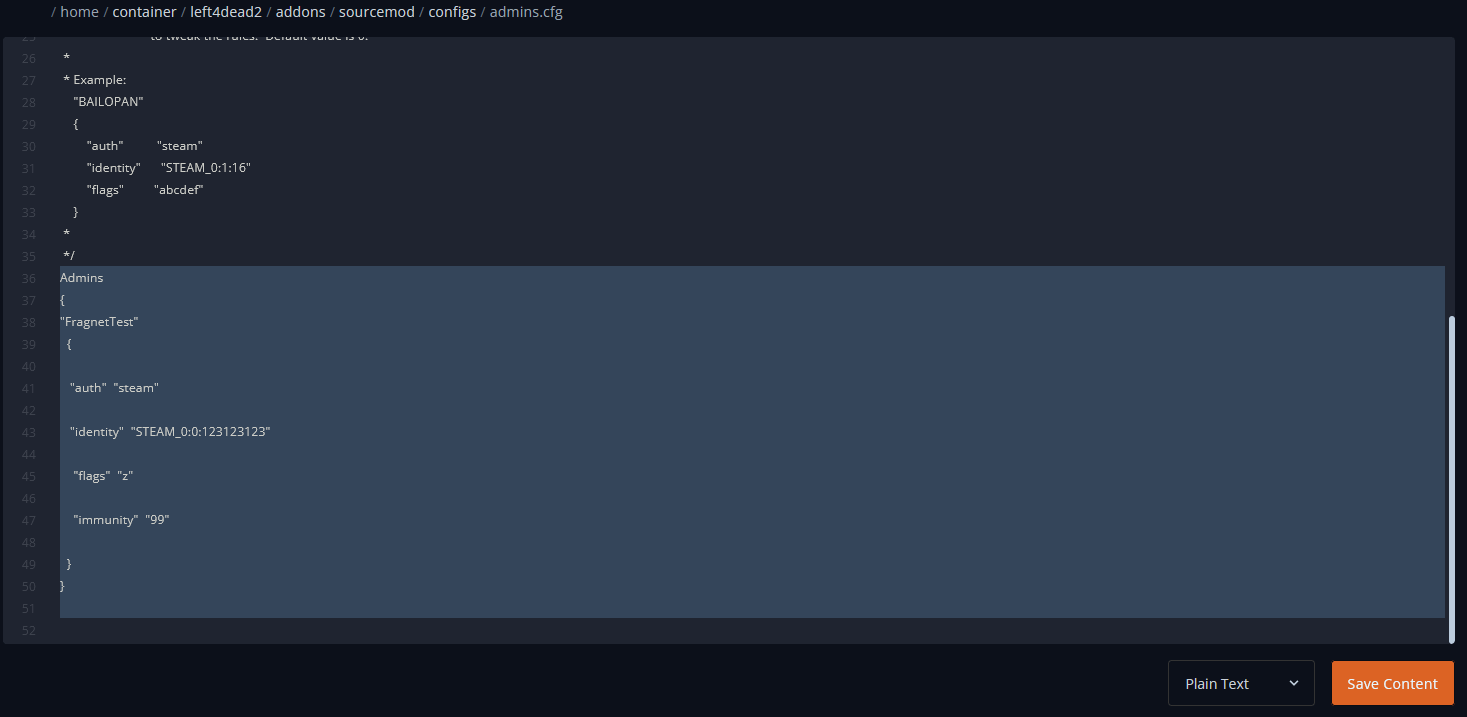 / home / container / left4dead2 / addons / sourcemod / configs / admins.cfg
25 to tweak the rules. Default value is 0.
26 *
27 * Example:
28 "BAILOPAN"
29 {
30 "auth" "steam"
31 "identity" "STEAM_0:1:16"
32 "flags" "abcdef"
33 }
34 *
35 */
36 Admins
37 {
38 "FragnetTest"
39 {
40
41 "auth" "steam"
42
43 "identity" "STEAM_0:0:123123123"
44
45 "flags" "z"
46
47 "immunity" "99"
48
49 }
50 }
51
52
Plain Text
Save Content